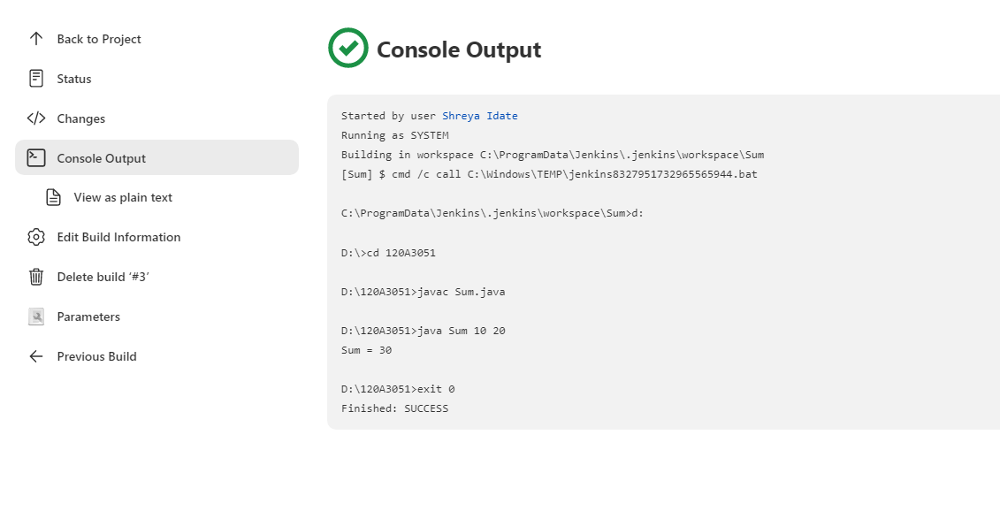 Back to Project
Status
Changes
Console Output
View as plain text
Edit Build Information
Delete build ‘#3’
Parameters
Previous Build
Console Output
Started by user Shreya Idate
Running as SYSTEM
Building in workspace C:\ProgramData\Jenkins\.jenkins\workspace\Sum
[Sum] $ cmd /c call C:\Windows\TEMP\jenkins8327951732965565944.bat
C:\ProgramData\Jenkins\.jenkins\workspace\Sum>d:
D:\>cd 120A3051
D:\120A3051>javac Sum.java
D:\120A3051>java Sum 10 20
Sum = 30
D:\120A3051>exit 0
Finished: SUCCESS